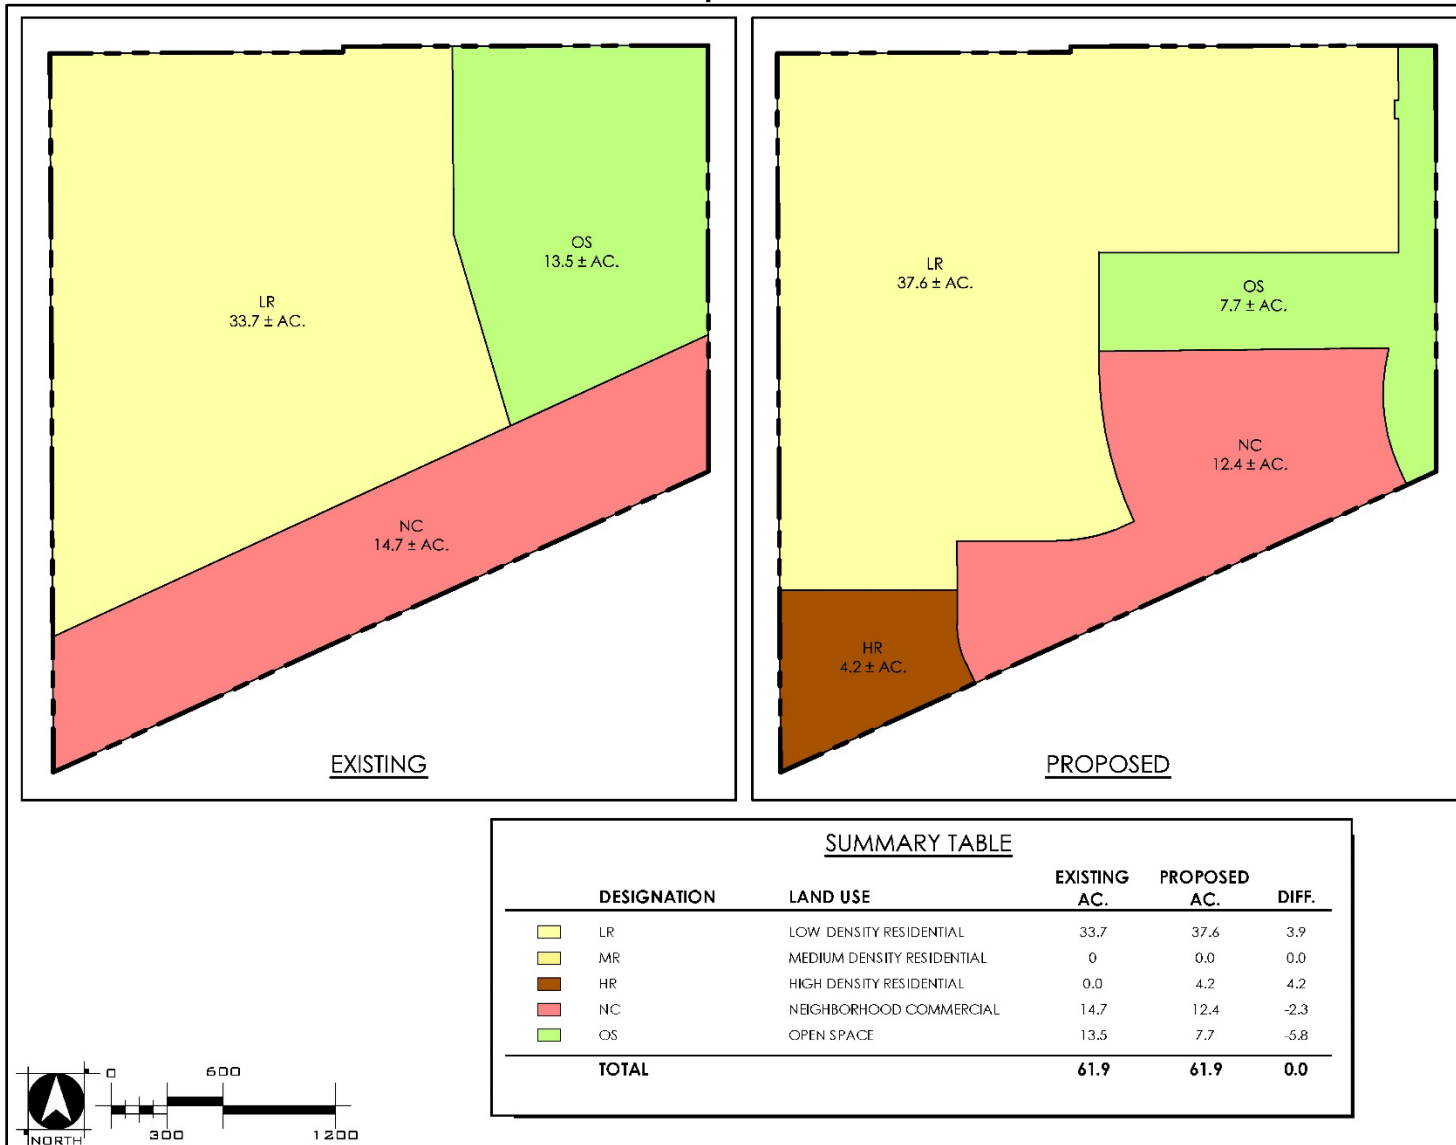 LR
33.7 ± AC.
OS
13.5 ± AC.
NC
14.7 ± AC.
EXISTING
LR
37.6 ± AC.
OS
7.7 ± AC.
NC
12.4 ± AC.
HR
4.2 ± AC.
PROPOSED
SUMMARY TABLE
DESIGNATION LAND USE EXISTING AC. PROPOSED AC. DIFF.
LR LOW DENSITY RESIDENTIAL 33.7 37.6 3.9
MR MEDIUM DENSITY RESIDENTIAL 0 0.0 0.0
HR HIGH DENSITY RESIDENTIAL 0.0 4.2 4.2
NC NEIGHBORHOOD COMMERCIAL 14.7 12.4 -2.3
OS OPEN SPACE 13.5 7.7 -5.8
TOTAL 61.9 61.9 0.0
0 600
300 1200
NORTH